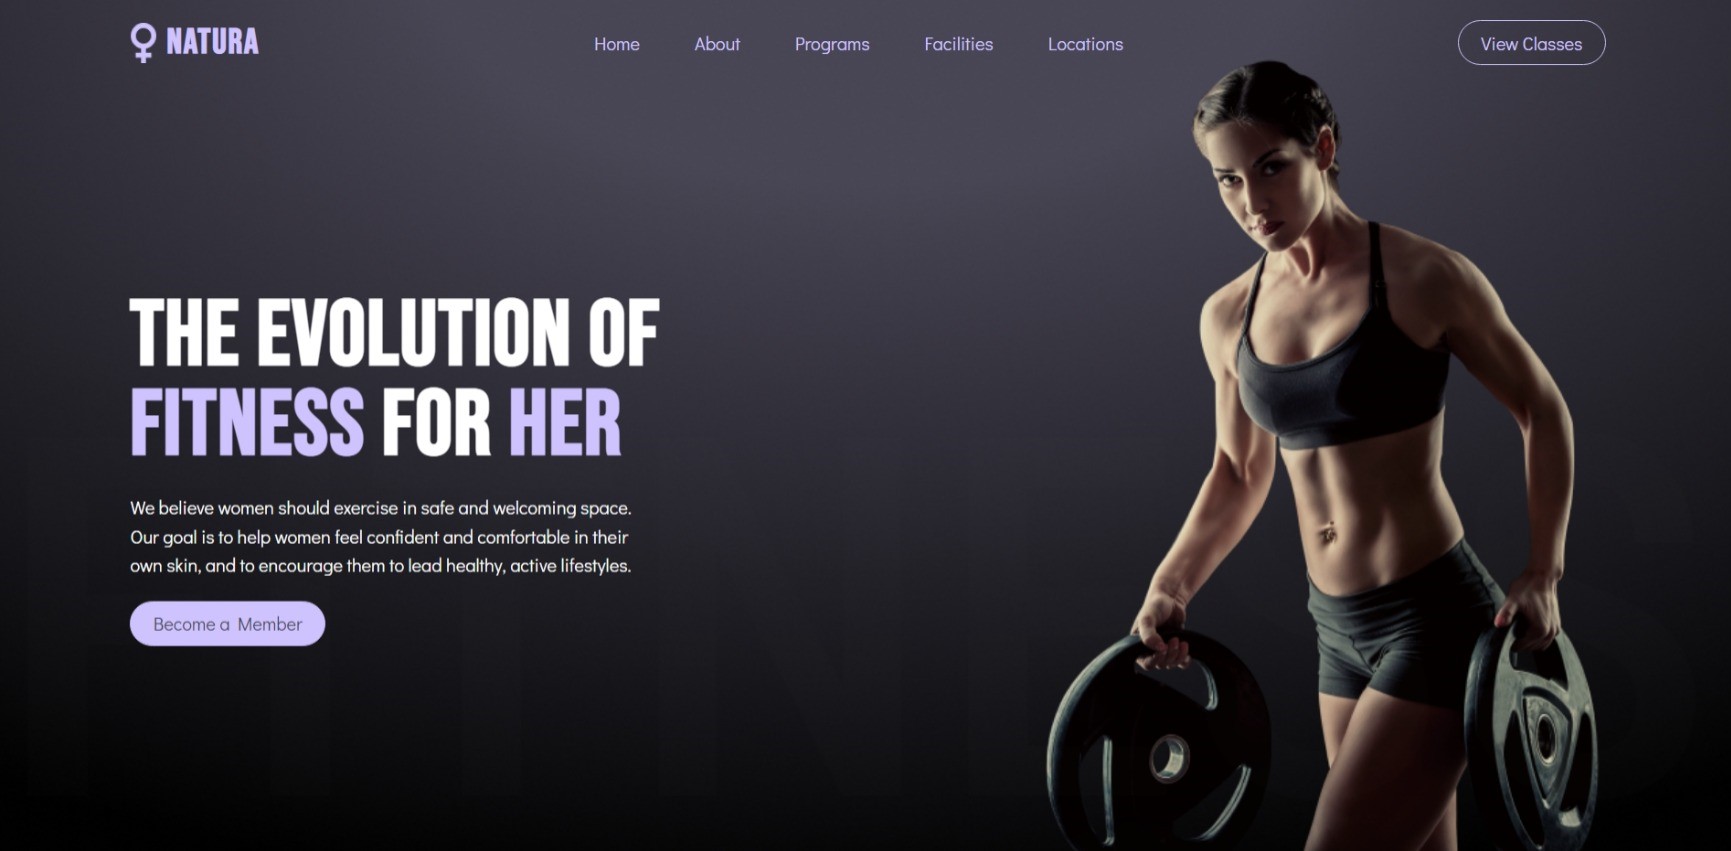 NATURA
Home
About
Programs
Facilities
Locations
View Classes
THE EVOLUTION OF
FITNESS FOR HER
We believe women should exercise in safe and welcoming space.
Our goal is to help women feel confident and comfortable in their
own skin, and to encourage them to lead healthy, active lifestyles.
Become a Member
FITNESS